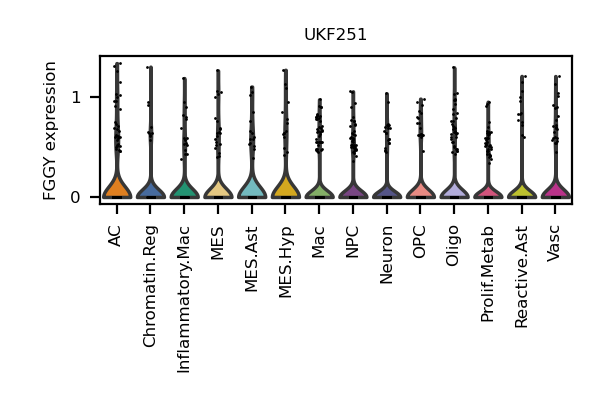 UKF251
FGGY expression
1
0
AC
Chromatin.Reg
Inflammatory.Mac
MES
MES.Ast
MES.Hyp
Mac
NPC
Neuron
OPC
Oligo
Prolif.Metab
Reactive.Ast
Vasc